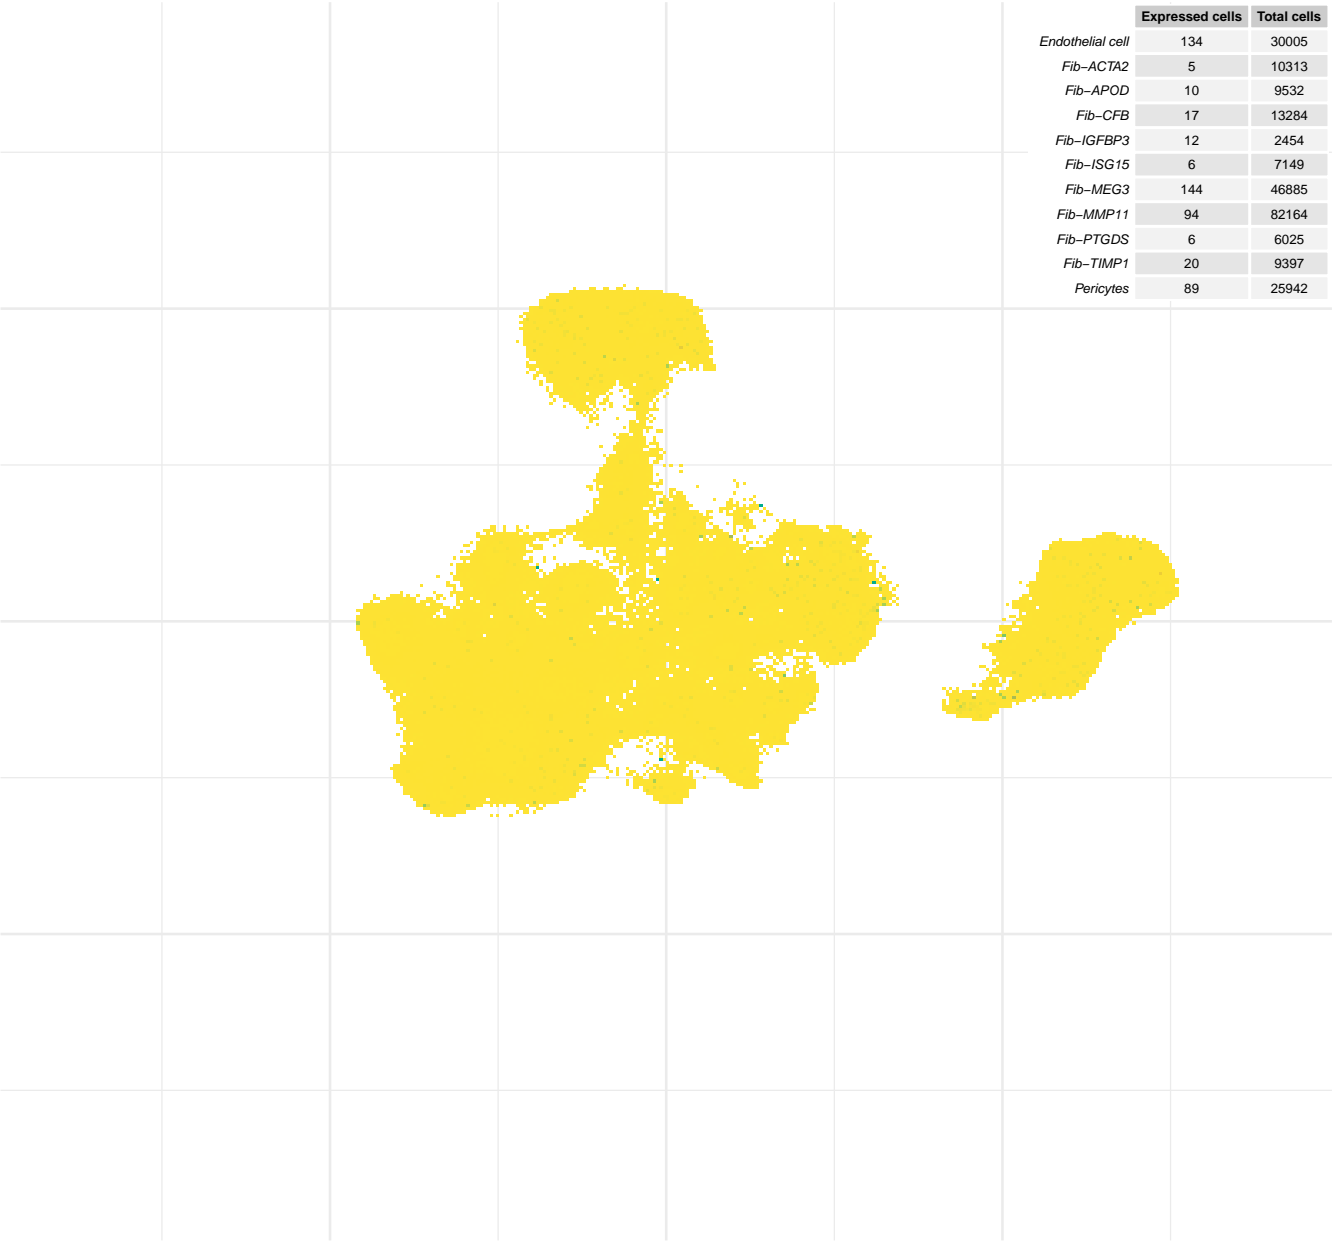 Expressed cells Total cells
Endothelial cell 134 30005
Fib−ACTA2 5 10313
Fib−APOD 10 9532
Fib−CFB 17 13284
Fib−IGFBP3 12 2454
Fib−ISG15 6 7149
Fib−MEG3 144 46885
Fib−MMP11 94 82164
Fib−PTGDS 6 6025
Fib−TIMP1 20 9397
Pericytes 89 25942